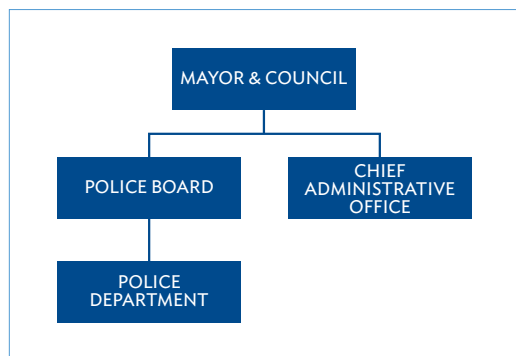 MAYOR & COUNCIL
POLICE BOARD
CHIEF
ADMINISTRATIVE
OFFICE
POLICE
DEPARTMENT